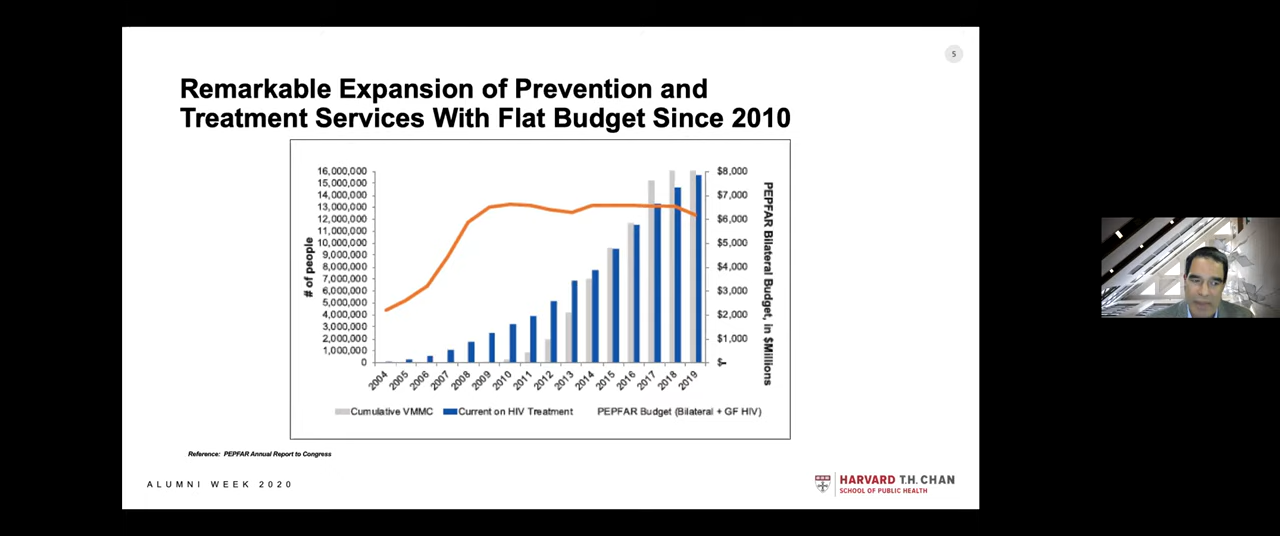 5
Remarkable Expansion of Prevention and
Treatment Services With Flat Budget Since 2010
16,000,000
15,000,000
14,000,000
13,000,000
12,000,000
11,000,000
10,000,000
9,000,000
8,000,000
7,000,000
6,000,000
5,000,000
4,000,000
3,000,000
2,000,000
1,000,000
0
# of people
$8,000
$7,000
$6,000
$5,000
$4,000
$3,000
$2,000
$1,000
$-
PEPFAR Bilateral Budget, in $Millions
2004 2005 2006 2007 2008 2009 2010 2011 2012 2013 2014 2015 2016 2017 2018 2019
Cumulative VMMC Current on HIV Treatment PEPFAR Budget (Bilateral + GF HIV)
Reference: PEPFAR Annual Report to Congress
ALUMNI WEEK 2020
HARVARD T.H. CHAN
SCHOOL OF PUBLIC HEALTH